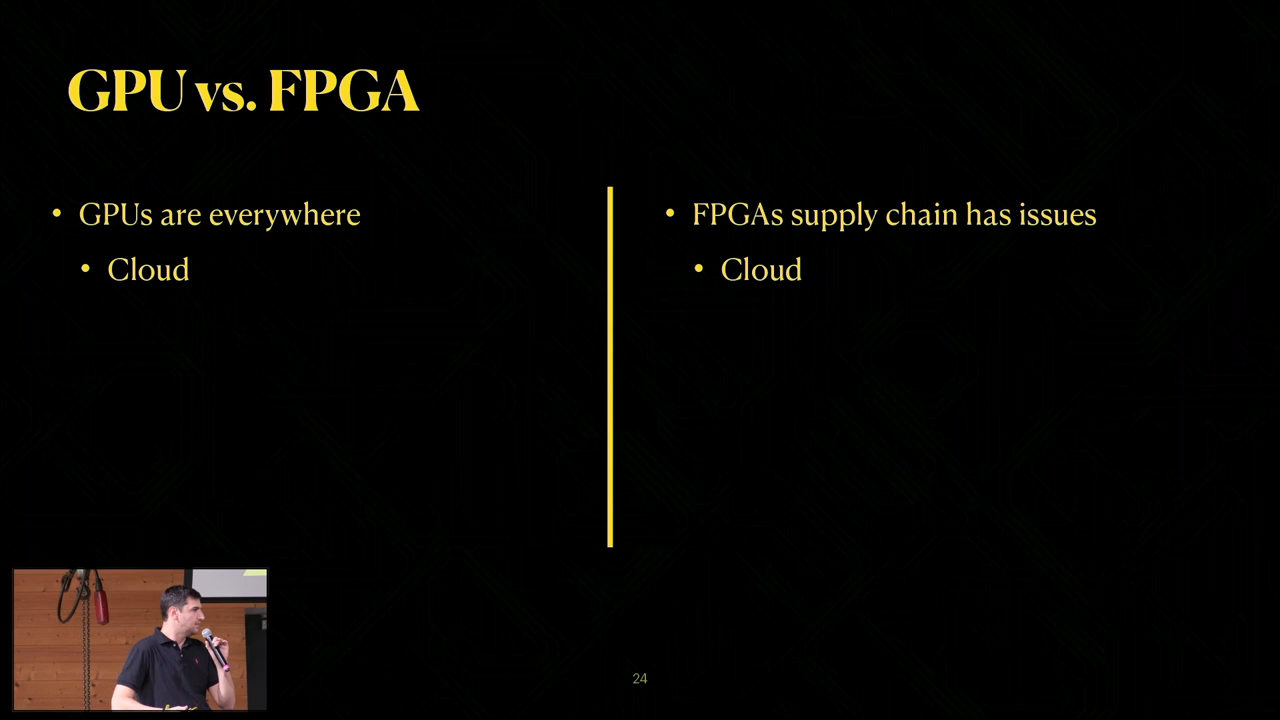 GPU vs. FPGA
• GPUs are everywhere
• Cloud
• FPGAs supply chain has issues
• Cloud
24